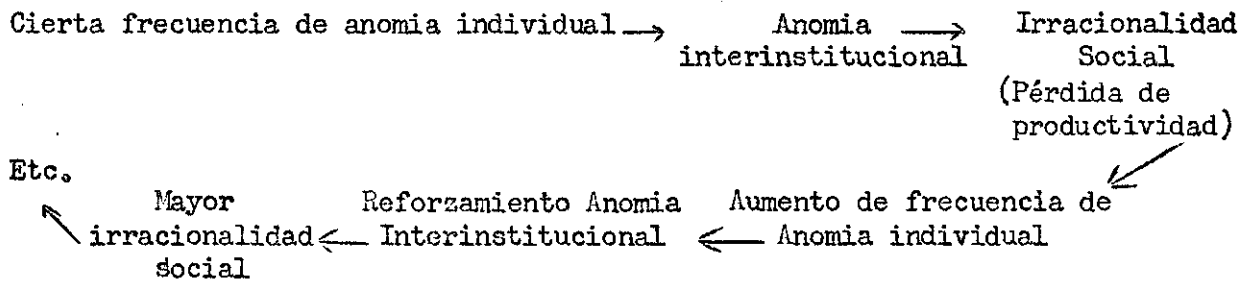 Cierta frecuencia de anomia individual → Anomia → Irracionalidad
interinstitucional Social
(Pérdida de
productividad)
Etc.
Mayor Reforzamiento Anomia Aumento de frecuencia de
irracionalidad ← Interinstitucional ← Anomia individual
social